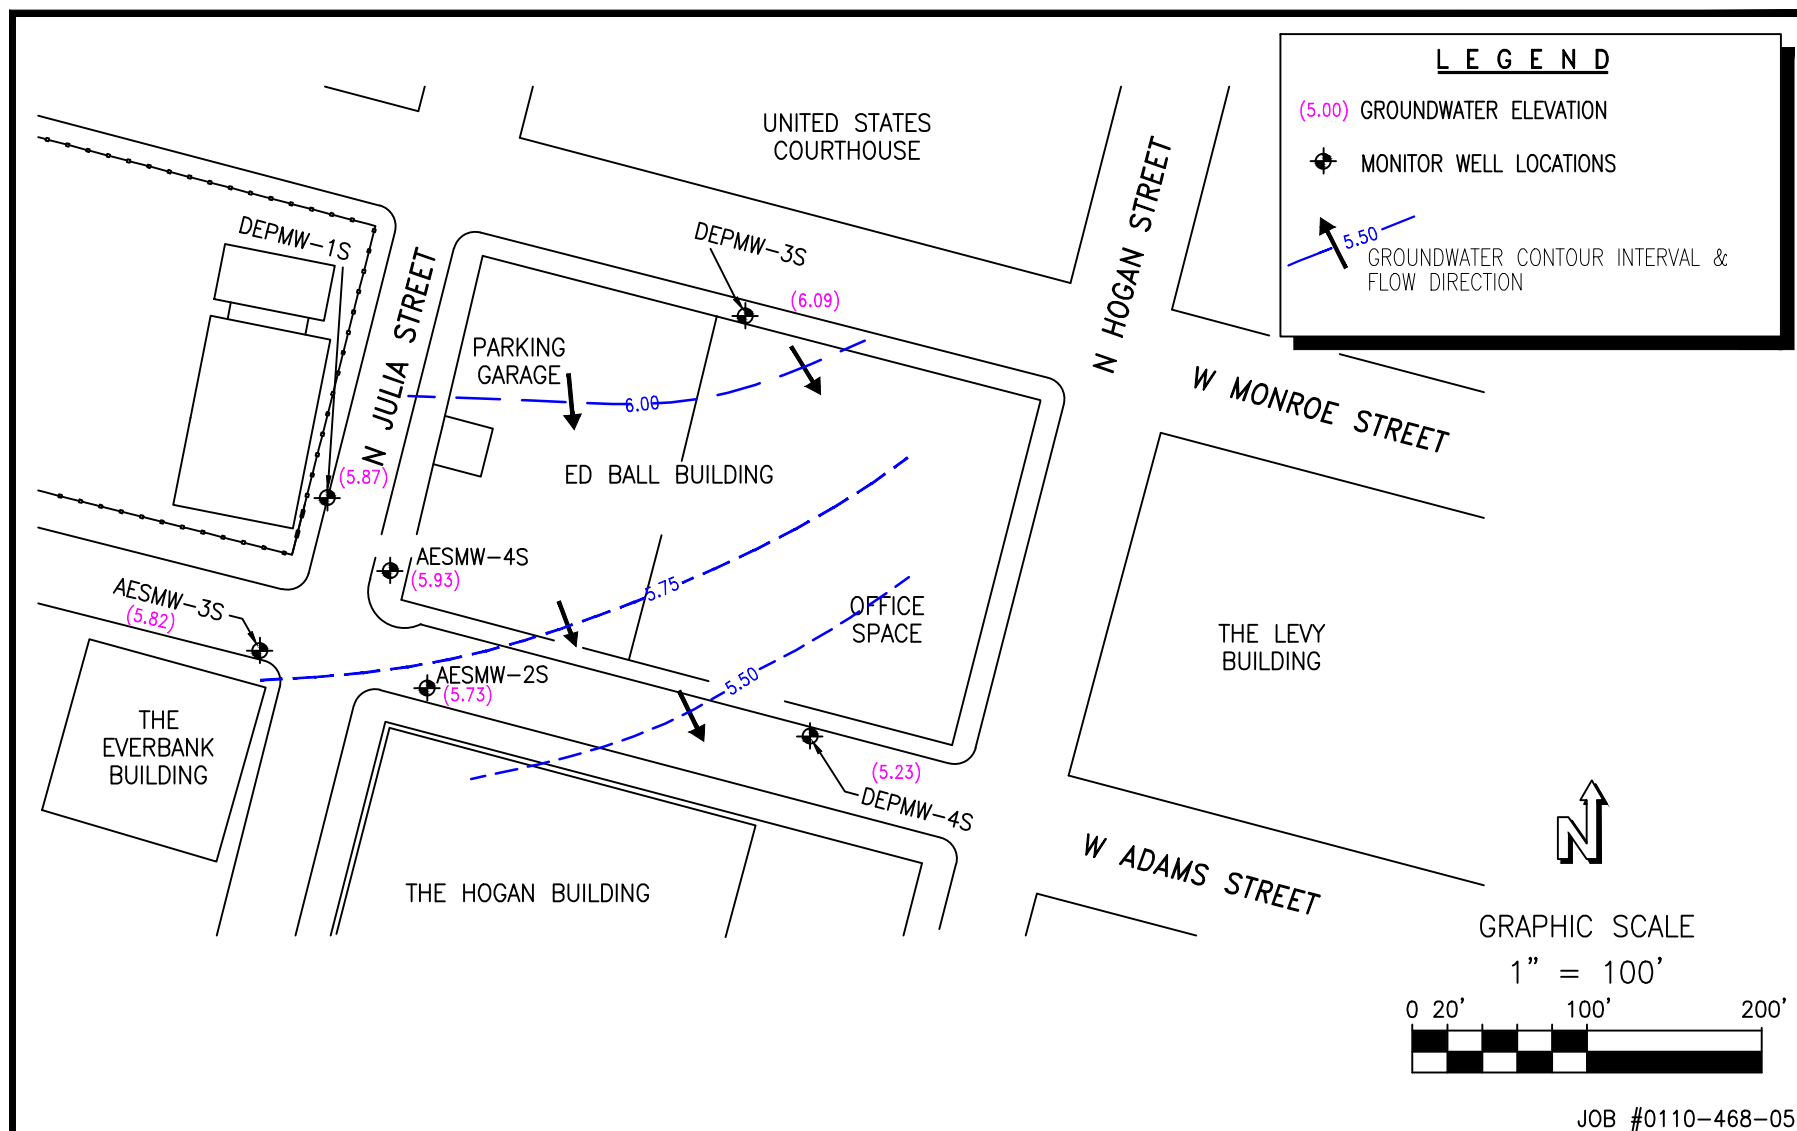 L E G E N D
(5.00) GROUNDWATER ELEVATION
MONITOR WELL LOCATIONS
5.50
GROUNDWATER CONTOUR INTERVAL &
FLOW DIRECTION
UNITED STATES
COURTHOUSE
N HOGAN STREET
DEPMW-1S
DEPMW-3S
(6.09)
N JULIA STREET
PARKING
GARAGE
6.00
W MONROE STREET
ED BALL BUILDING
(5.87)
AESMW-4S
(5.93)
5.75
AESMW-3S
(5.82)
OFFICE
SPACE
THE LEVY
BUILDING
AESMW-2S
(5.73)
5.50
THE
EVERBANK
BUILDING
(5.23)
DEPMW-4S
W ADAMS STREET
THE HOGAN BUILDING
N
GRAPHIC SCALE
1" = 100'
0 20' 100' 200'
JOB #0110-468-05